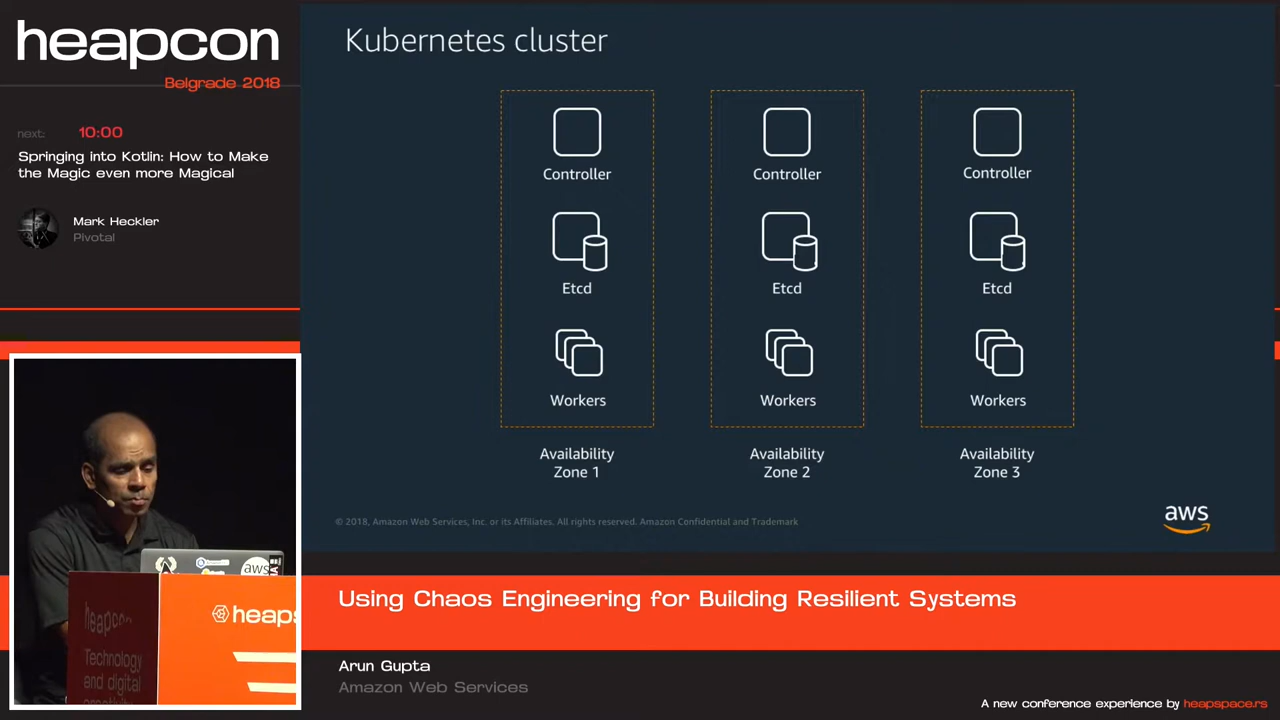 heapcon
Belgrade 2018
next: 10:00
Springing into Kotlin: How to Make
the Magic even more Magical
Mark Heckler
Pivotal
Kubernetes cluster
Controller
Controller
Controller
Etcd
Etcd
Etcd
Workers
Workers
Workers
Availability
Zone 1
Availability
Zone 2
Availability
Zone 3
© 2018, Amazon Web Services, Inc. or its Affiliates. All rights reserved. Amazon Confidential and Trademark
aws
aws
heaps
heapcon
Technology
and digital
Using Chaos Engineering for Building Resilient Systems
Arun Gupta
Amazon Web Services
A new conference experience by heapspace.rs